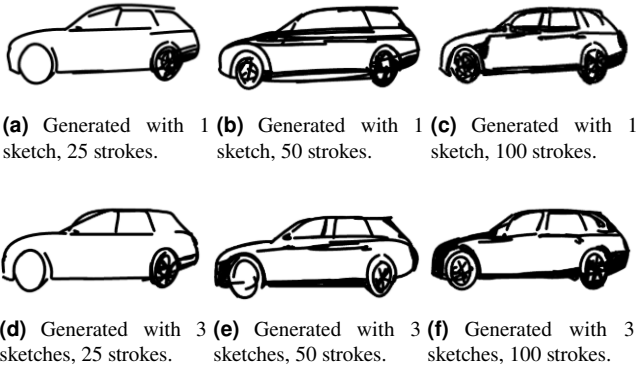 (a) Generated with 1 sketch, 25 strokes.
(b) Generated with 1 sketch, 50 strokes.
(c) Generated with 1 sketch, 100 strokes.
(d) Generated with 3 sketches, 25 strokes.
(e) Generated with 3 sketches, 50 strokes.
(f) Generated with 3 sketches, 100 strokes.